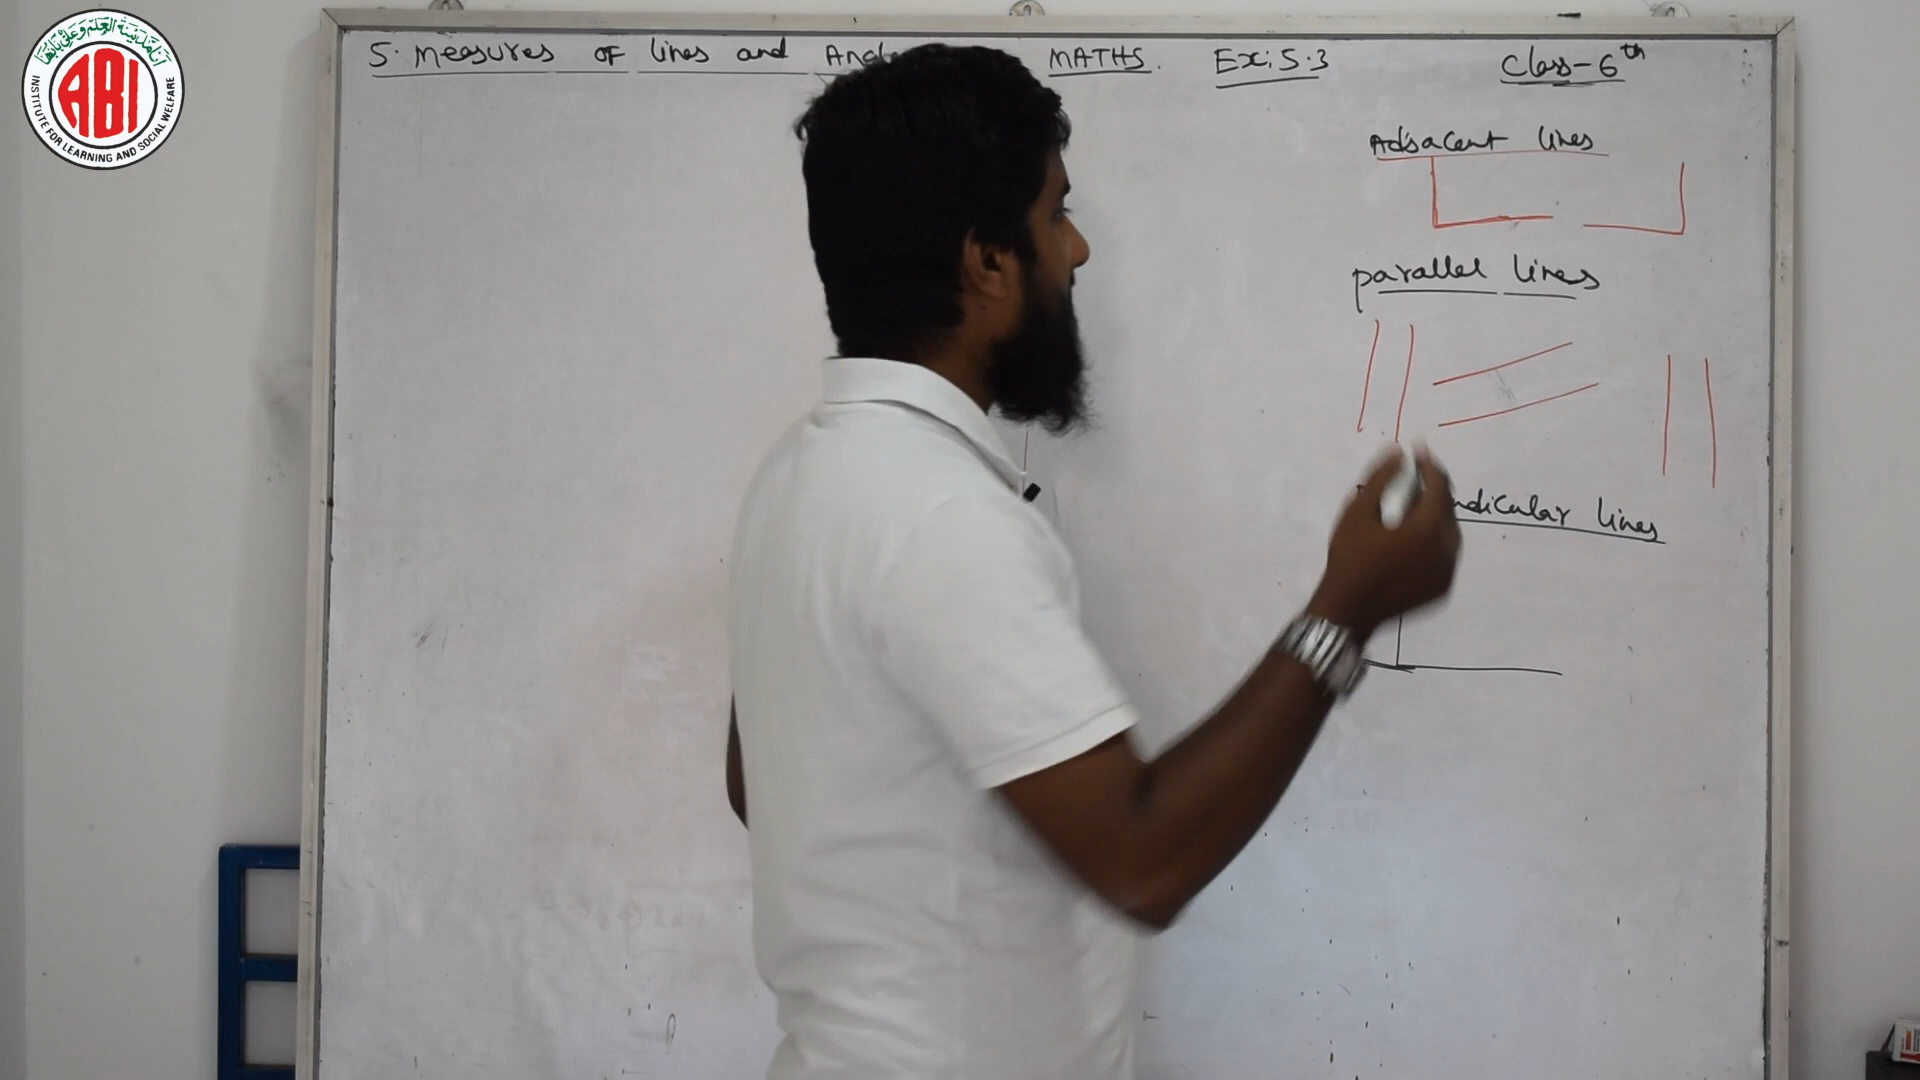 ABI
INSTITUTE FOR LEARNING AND SOCIAL WELFARE
5. Measures of lines and MATHS. Ex: 5.3 Class-6th
Adjacent lines
parallel lines
lines